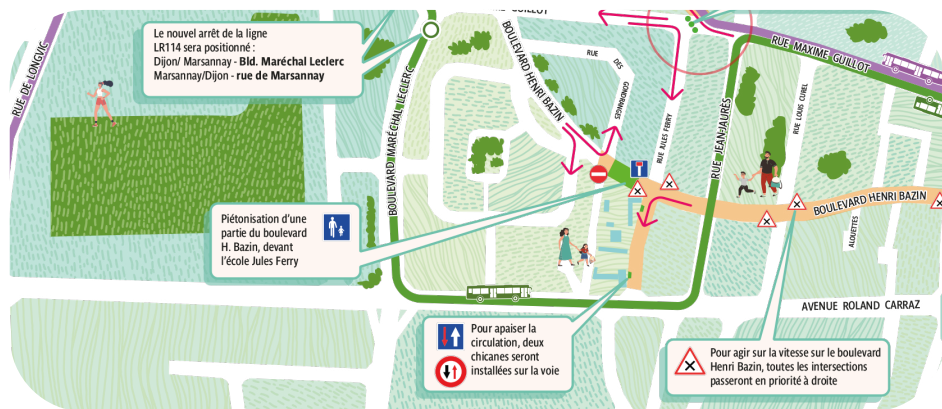 GUILLOT
Le nouvel arrêt de la ligne
LR114 sera positionné :
Dijon/ Marsannay - Bld. Maréchal Leclerc
Marsannay/Dijon - rue de Marsannay
RUE DE LONGVIC
BOULEVARD MARÉCHAL LECLERC
BOULEVARD HENRI BAZIN
RUE DES GONDRANGES
RUE JULES FERRY
RUE JEAN JAURÈS
RUE MAXIME GUILLOT
RUE LOUIS CUREL
BOULEVARD HENRI BAZIN
ALOUETTES
Piétonisation d'une
partie du boulevard
H. Bazin, devant
l'école Jules Ferry
AVENUE ROLAND CARRAZ
Pour apaiser la
circulation, deux
chicanes seront
installées sur la voie
Pour agir sur la vitesse sur le boulevard
Henri Bazin, toutes les intersections
passeront en priorité à droite